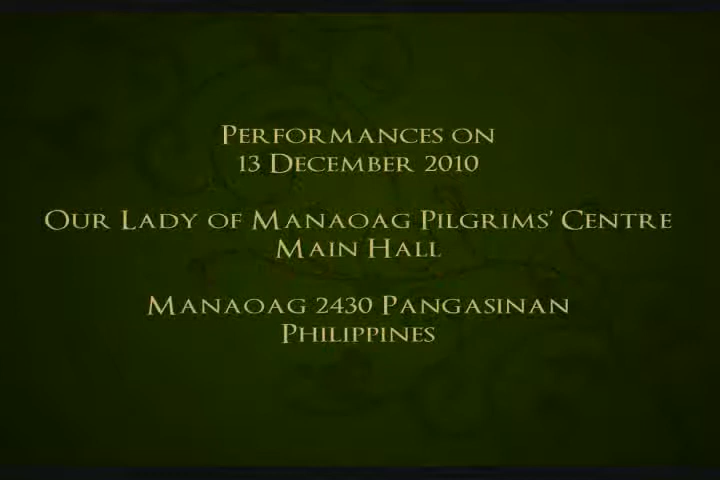 Performances on
13 December 2010
Our Lady of Manaoag Pilgrims' Centre
Main Hall
Manaoag 2430 Pangasinan
Philippines